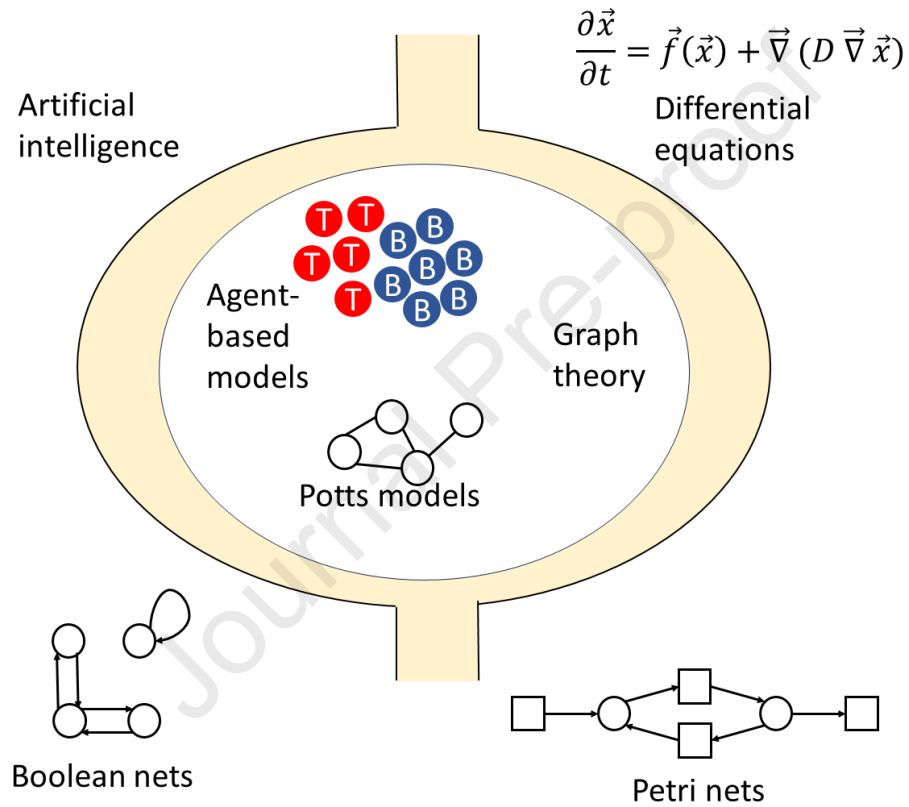 ∂x⃗/∂t = f⃗(x⃗) + ∇⃗ (D ∇⃗ x⃗)
Artificial
intelligence
Differential
equations
T T
B B
T T B B
B
T B B
Agent-
based
models
Graph
theory
Potts models
Boolean nets
Petri nets
Journal Pre-proof